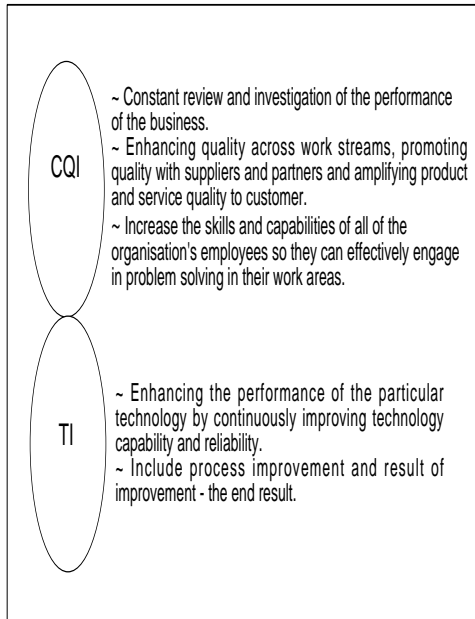 CQI
~ Constant review and investigation of the performance
of the business.
~ Enhancing quality across work streams, promoting
quality with suppliers and partners and amplifying product
and service quality to customer.
~ Increase the skills and capabilities of all of the
organisation's employees so they can effectively engage
in problem solving in their work areas.
TI
~ Enhancing the performance of the particular
technology by continuously improving technology
capability and reliability.
~ Include process improvement and result of
improvement - the end result.